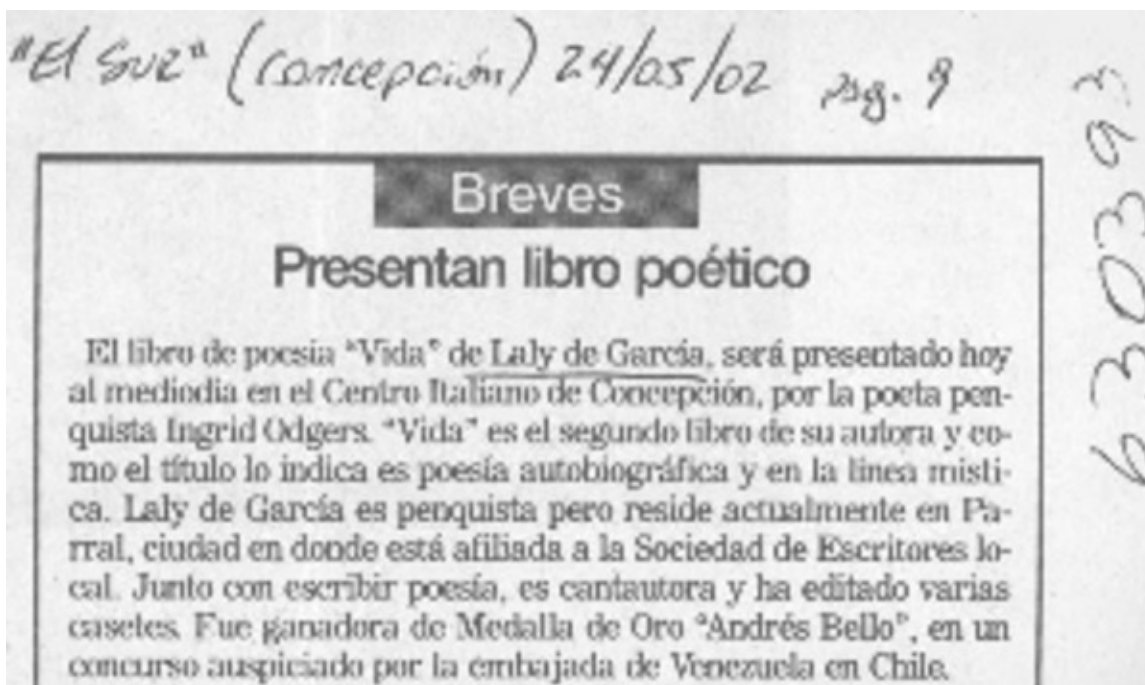 "El Sur" (Concepción) 24/05/02 pág. 9
Breves
Presentan libro poético
El libro de poesía "Vida" de Laly de García, será presentado hoy
al mediodia en el Centro Italiano de Concepción, por la poeta pen-
quista Ingrid Odgers. "Vida" es el segundo libro de su autora y co-
mo el título lo indica es poesía autobiográfica y en la linea misti-
ca. Laly de García es penquista pero reside actualmente en Pa-
rral, ciudad en donde está afiliada a la Sociedad de Escritores lo-
cal. Junto con escribir poesía, es cantautora y ha editado varias
casetes. Fue ganadora de Medalla de Oro "Andrés Bello", en un
concurso auspiciado por la embajada de Venezuela en Chile.
630393